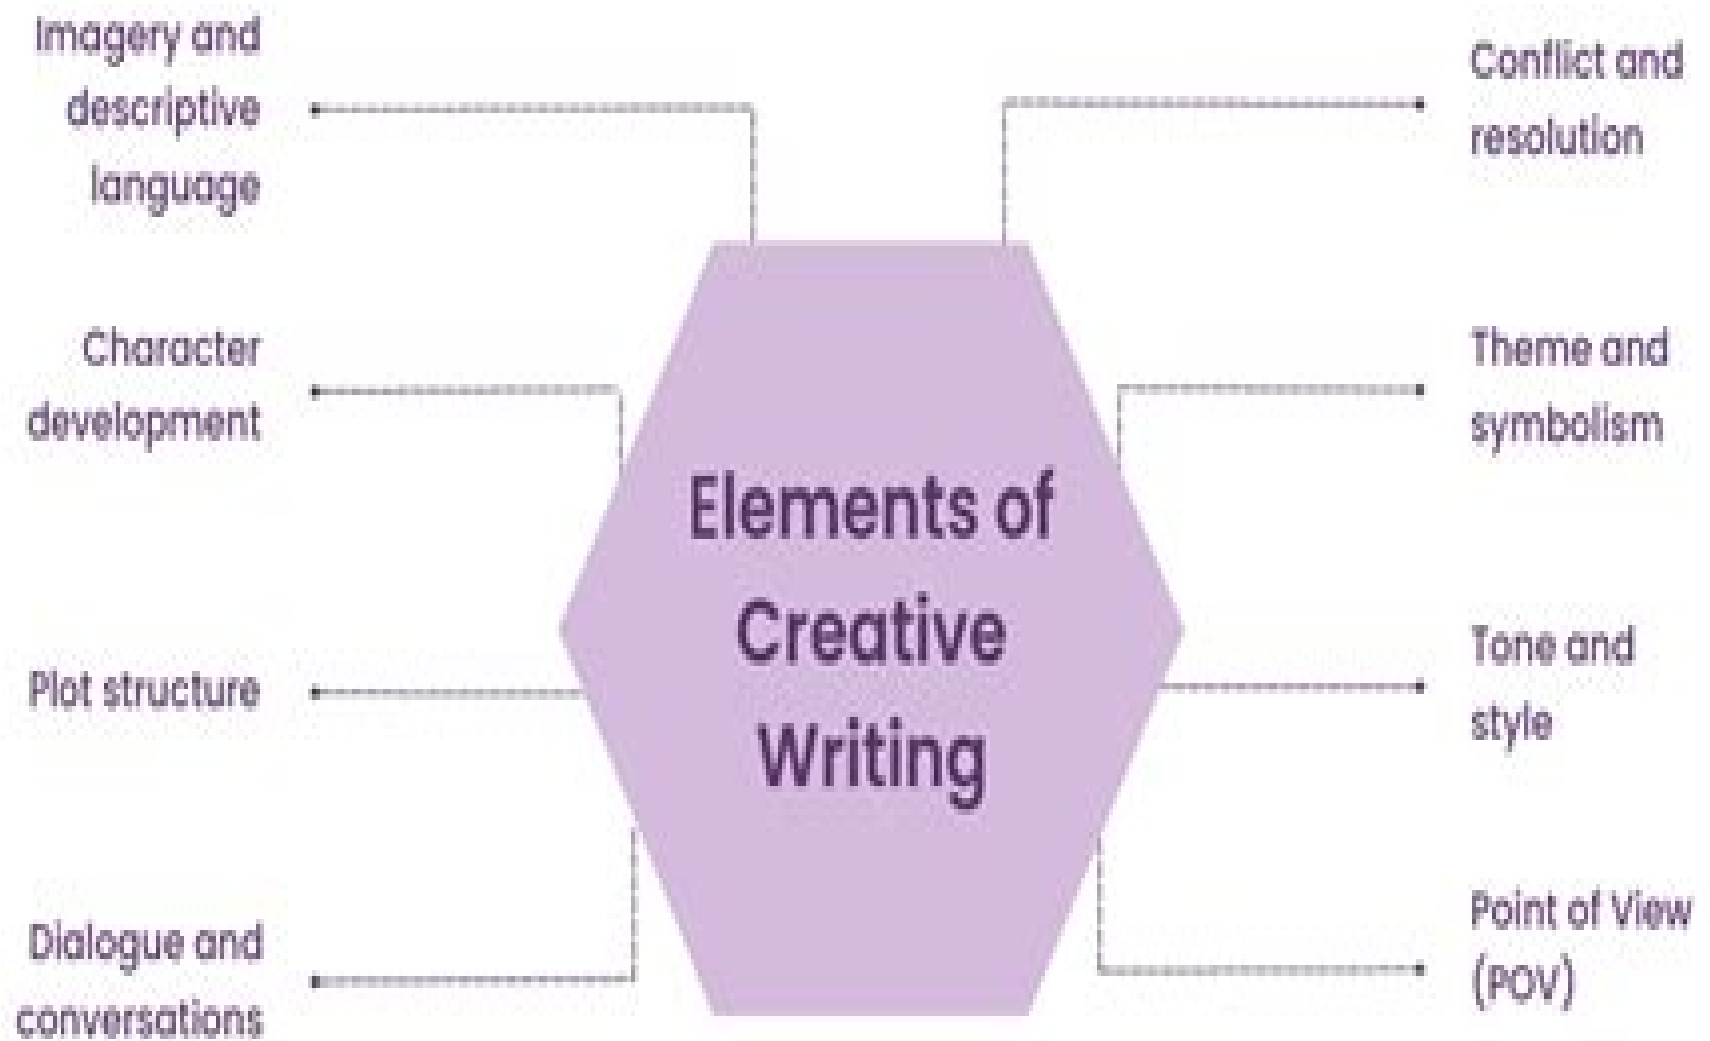 Imagery and
descriptive
language
Character
development
Plot structure
Dialogue and
conversations
Elements of
Creative
Writing
Conflict and
resolution
Theme and
symbolism
Tone and
style
Point of View
(POV)